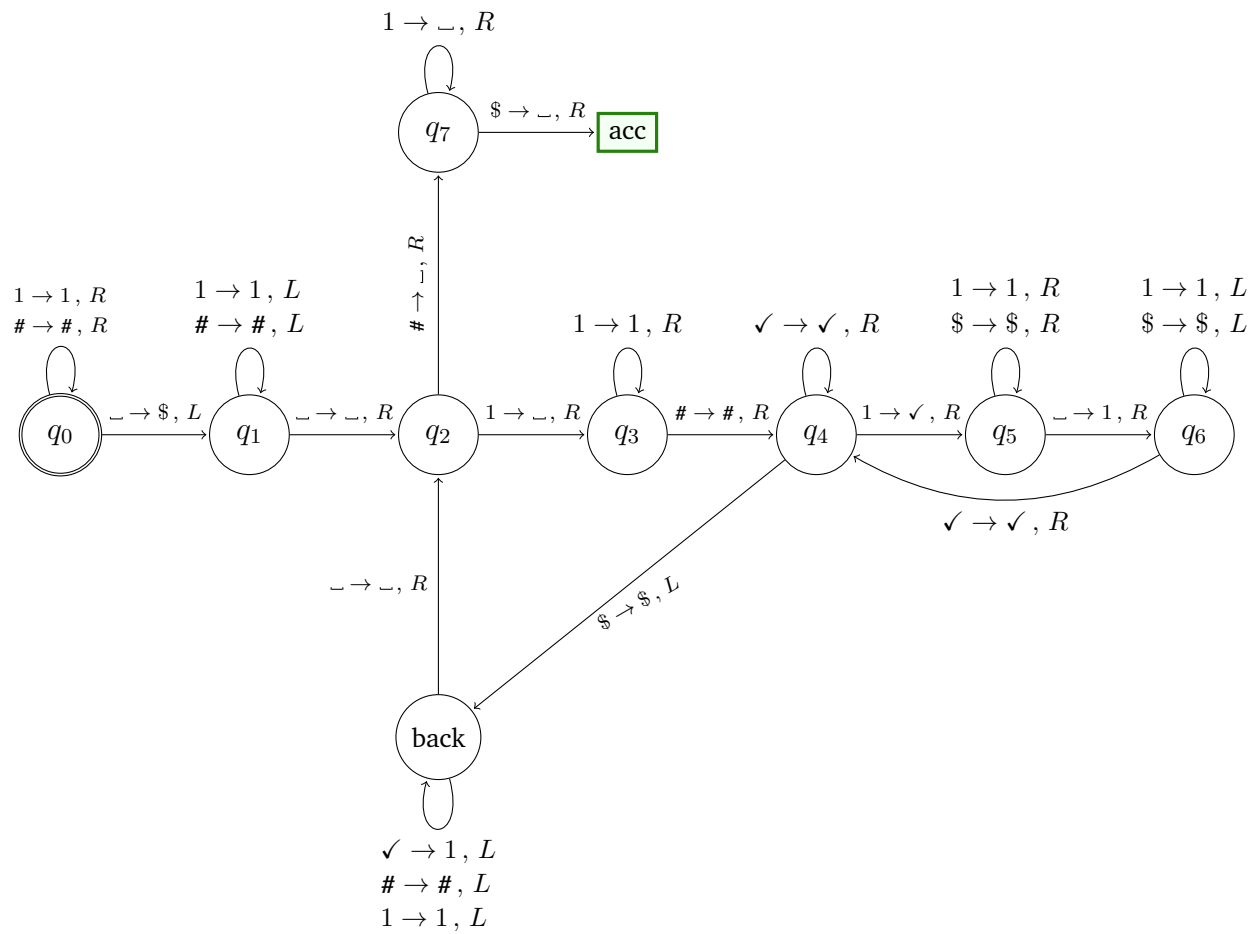 1 → ␣, R
$ → ␣, R
q7
acc
# → ␣, R
1 → 1, R
# → #, R
1 → 1, L
# → #, L
1 → 1, R
✓ → ✓, R
1 → 1, R
$ → $, R
1 → 1, L
$ → $, L
q0
␣ → $, L
q1
␣ → ␣, R
q2
1 → ␣, R
q3
# → #, R
q4
1 → ✓, R
q5
␣ → 1, R
q6
✓ → ✓, R
␣ → ␣, R
$ → $, L
back
✓ → 1, L
# → #, L
1 → 1, L